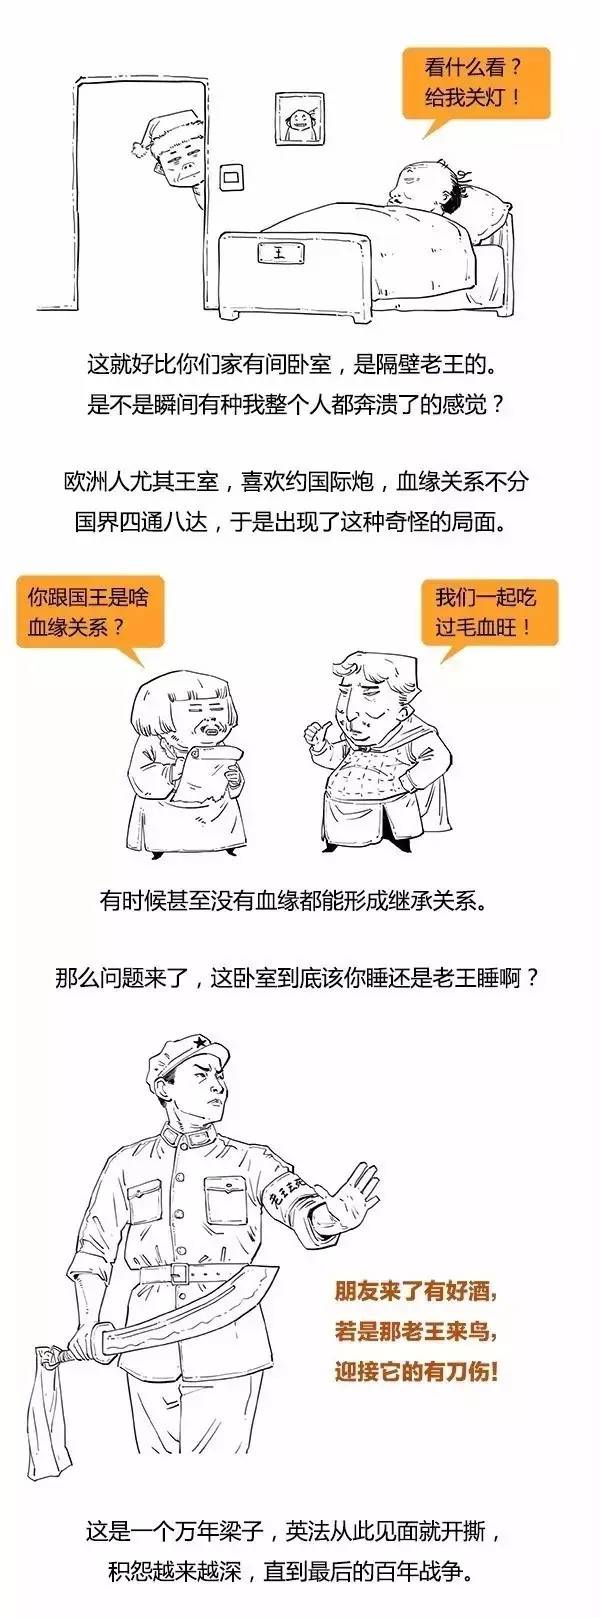 看什么看？
给我关灯！
王
这就好比你们家有间卧室，是隔壁老王的。
是不是瞬间有种我整个人都奔溃了的感觉？
欧洲人尤其王室，喜欢约国际炮，血缘关系不分
国界四通八达，于是出现了这种奇怪的局面。
你跟国王是啥
血缘关系？
我们一起吃
过毛血旺！
有时候甚至没有血缘都能形成继承关系。
那么问题来了，这卧室到底该你睡还是老王睡啊？
朋友来了有好酒，
若是那老王来鸟，
迎接它的有刀伤!
这是一个万年梁子，英法从此见面就开撕，
积怨越来越深，直到最后的百年战争。